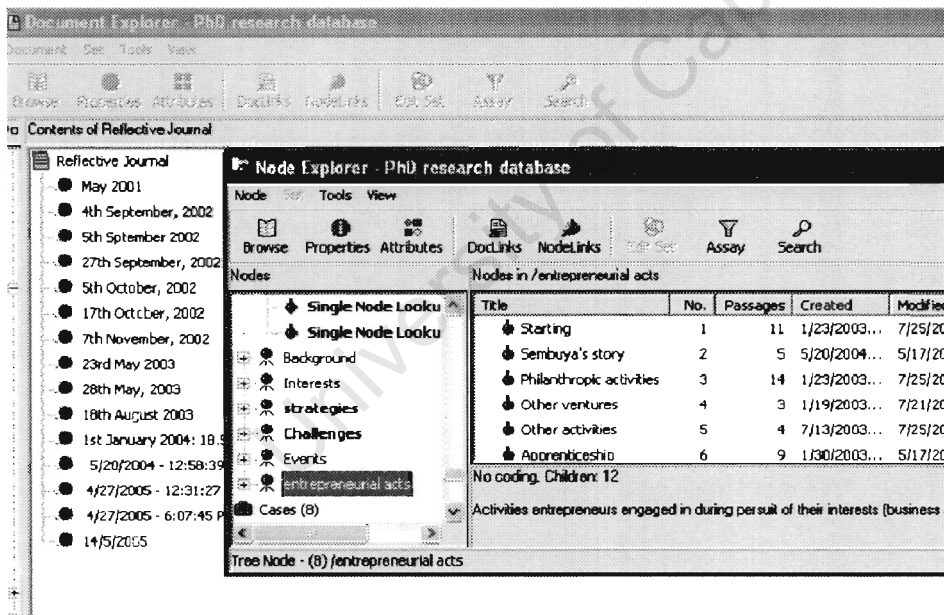 Document Explorer - PhD research database
Document Set Tools View
Browse Properties Attributes DocLinks NodeLinks Edit Set Assay Search
Contents of Reflective Journal
Reflective Journal
May 2001
4th September, 2002
5th Sptember 2002
27th September, 2002
5th October, 2002
17th October, 2002
7th November, 2002
23rd May 2003
28th May, 2003
18th August 2003
1st January 2004: 18.5
5/20/2004 - 12:58:39
4/27/2005 - 12:31:27
4/27/2005 - 6:07:45 P
14/5/2005
Node Explorer - PhD research database
Node Set Tools View
Browse Properties Attributes DocLinks NodeLinks Edit Set Assay Search
Nodes
Single Node Looku
Single Node Looku
Background
Interests
strategies
Challenges
Events
entrepreneurial acts
Cases (8)
Nodes in /entrepreneurial acts
Title No. Passages Created Modified
Starting 1 11 1/23/2003... 7/25/20
Sembuya's story 2 5 5/20/2004... 5/17/20
Philanthropic activities 3 14 1/23/2003... 7/25/20
Other ventures 4 3 1/19/2003... 7/21/20
Other activities 5 4 7/13/2003... 7/25/20
Apprenticeship 6 9 1/30/2003... 5/17/20
No coding. Children: 12
Activities entrepreneurs engaged in during persuit of their interests (business
Tree Node - (8) /entrepreneurial acts
University of Cap